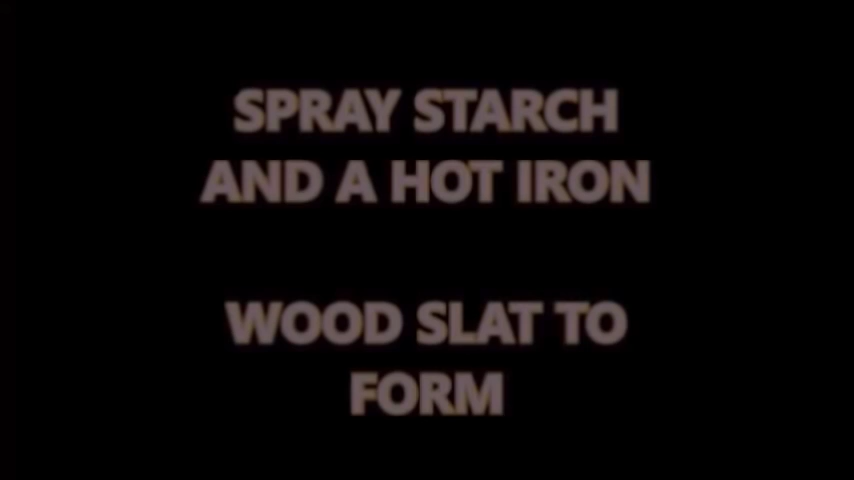 SPRAY STARCH
AND A HOT IRON
WOOD SLAT TO
FORM